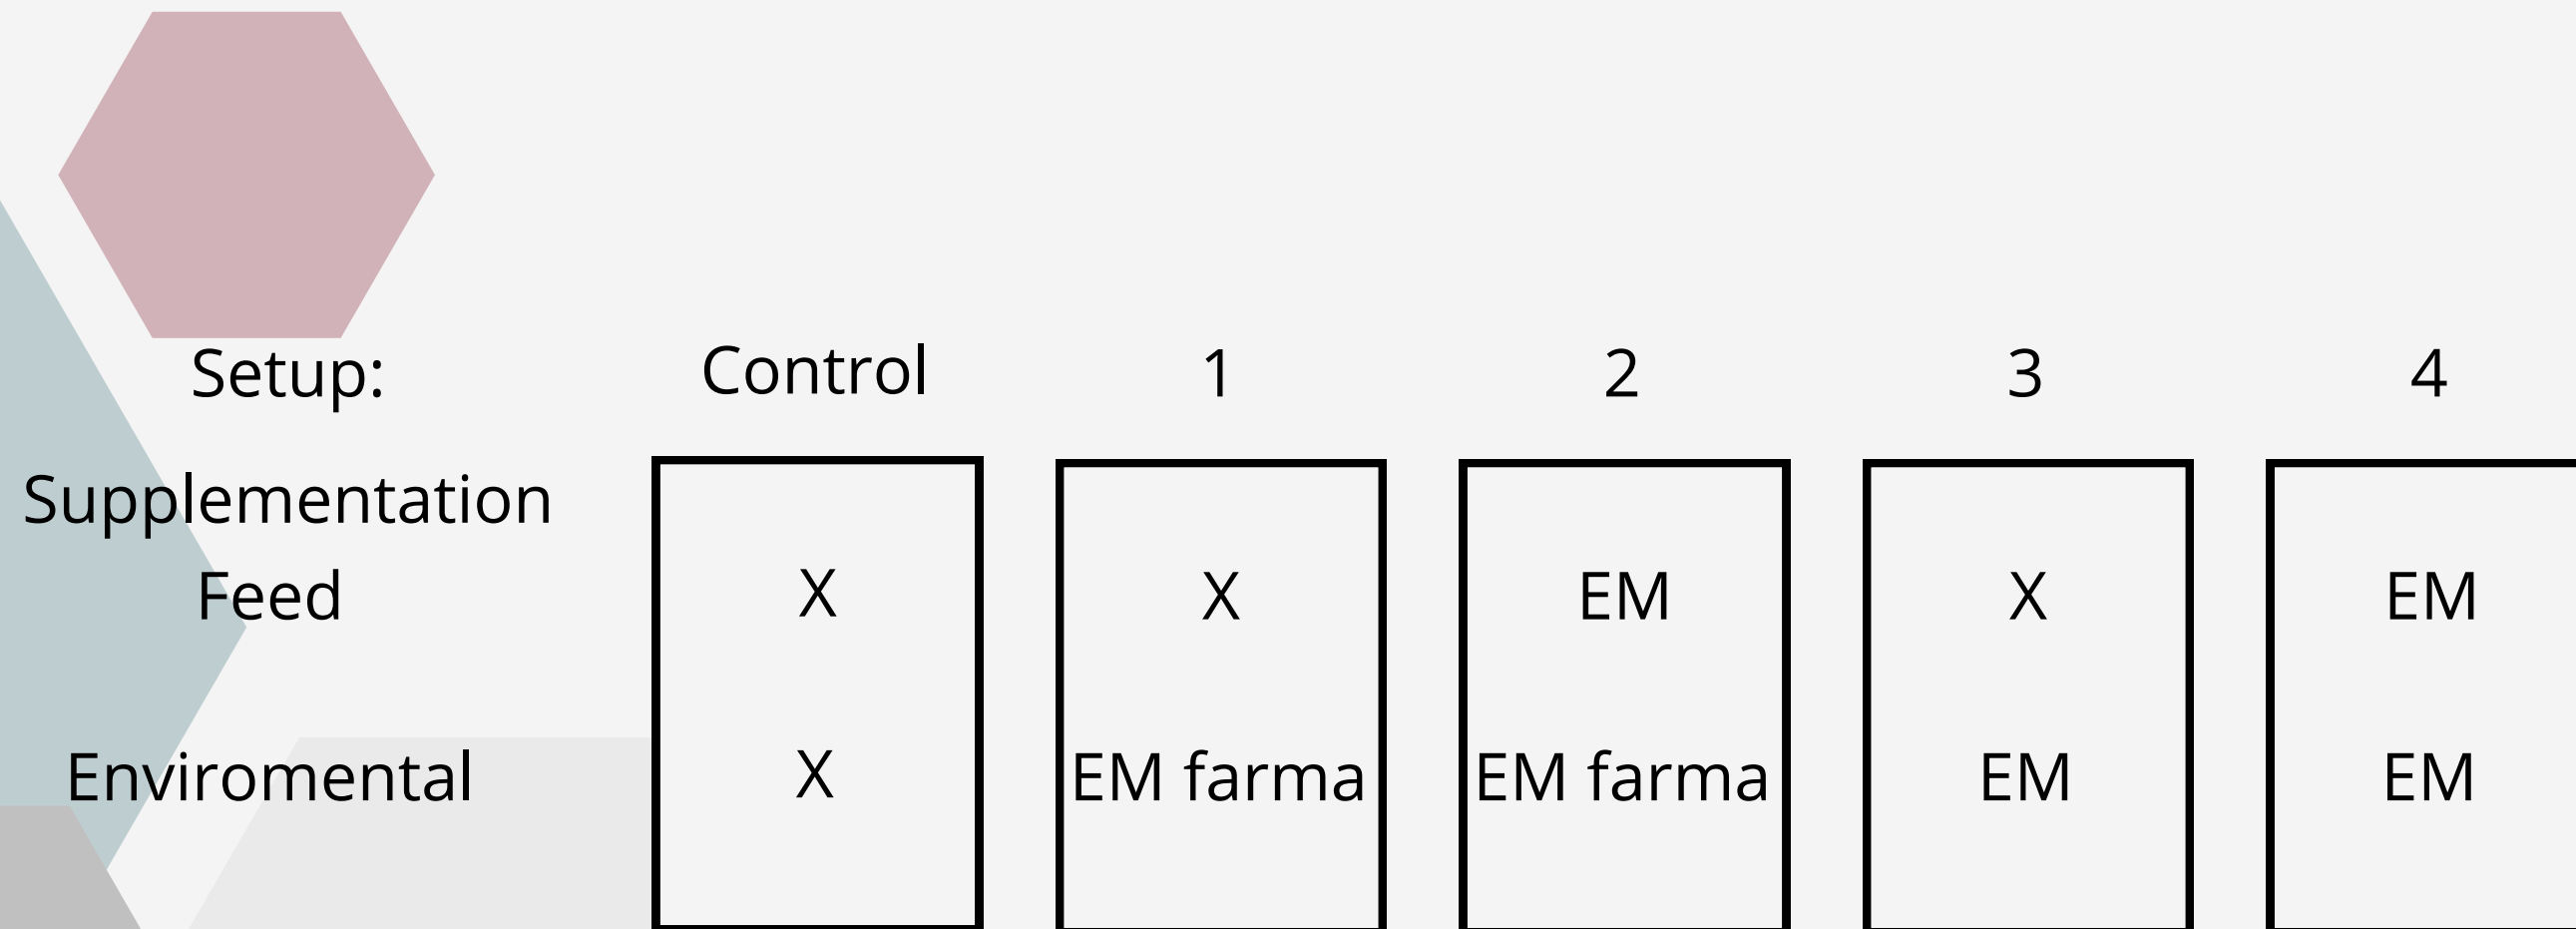 Setup: Control 1 2 3 4
Supplementation
Feed X X EM X EM
Enviromental X EM farma EM farma EM EM